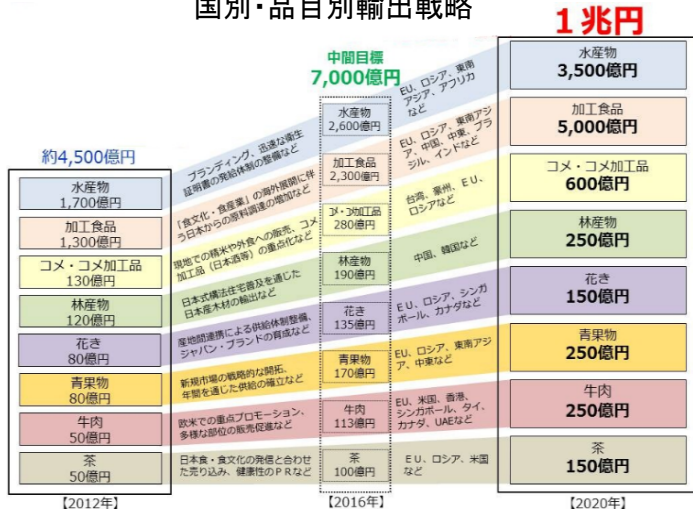 国別・品目別輸出戦略
約4,500億円
水産物
1,700億円
加工食品
1,300億円
コメ・コメ加工品
130億円
林産物
120億円
花き
80億円
青果物
80億円
牛肉
50億円
茶
50億円
【2012年】
ブランディング、迅速な衛生
証明書の発給体制の整備など
「食文化・食産業」の海外展開に伴
う日本からの原料調達の増加など
現地での精米や外食への販売、コメ
加工品（日本酒等）の重点化など
日本式構法住宅普及を通じた
日本産木材の輸出など
産地間連携による供給体制整備、
ジャパン・ブランドの育成など
新規市場の戦略的な開拓、
年間を通じた供給の確立など
欧米での重点プロモーション、
多様な部位の販売促進など
日本食・食文化の発信と合わせ
た売り込み、健康性のＰＲなど
中間目標
7,000億円
水産物
2,600億円
加工食品
2,300億円
コメ・コメ加工品
280億円
林産物
190億円
花き
135億円
青果物
170億円
牛肉
113億円
茶
100億円
【2016年】
EU、ロシア、東南
アジア、アフリカ
など
EU、ロシア、東南アジ
ア、中国、中東、ブラ
ジル、インドなど
台湾、豪州、ＥＵ、
ロシアなど
中国、韓国など
ＥＵ、ロシア、シンガ
ポール、カナダなど
EU、ロシア、東南アジ
ア、中東など
EU、米国、香港、
シンガポール、タイ、
カナダ、UAEなど
ＥＵ、ロシア、米国
など
１兆円
水産物
3,500億円
加工食品
5,000億円
コメ・コメ加工品
600億円
林産物
250億円
花き
150億円
青果物
250億円
牛肉
250億円
茶
150億円
【2020年】